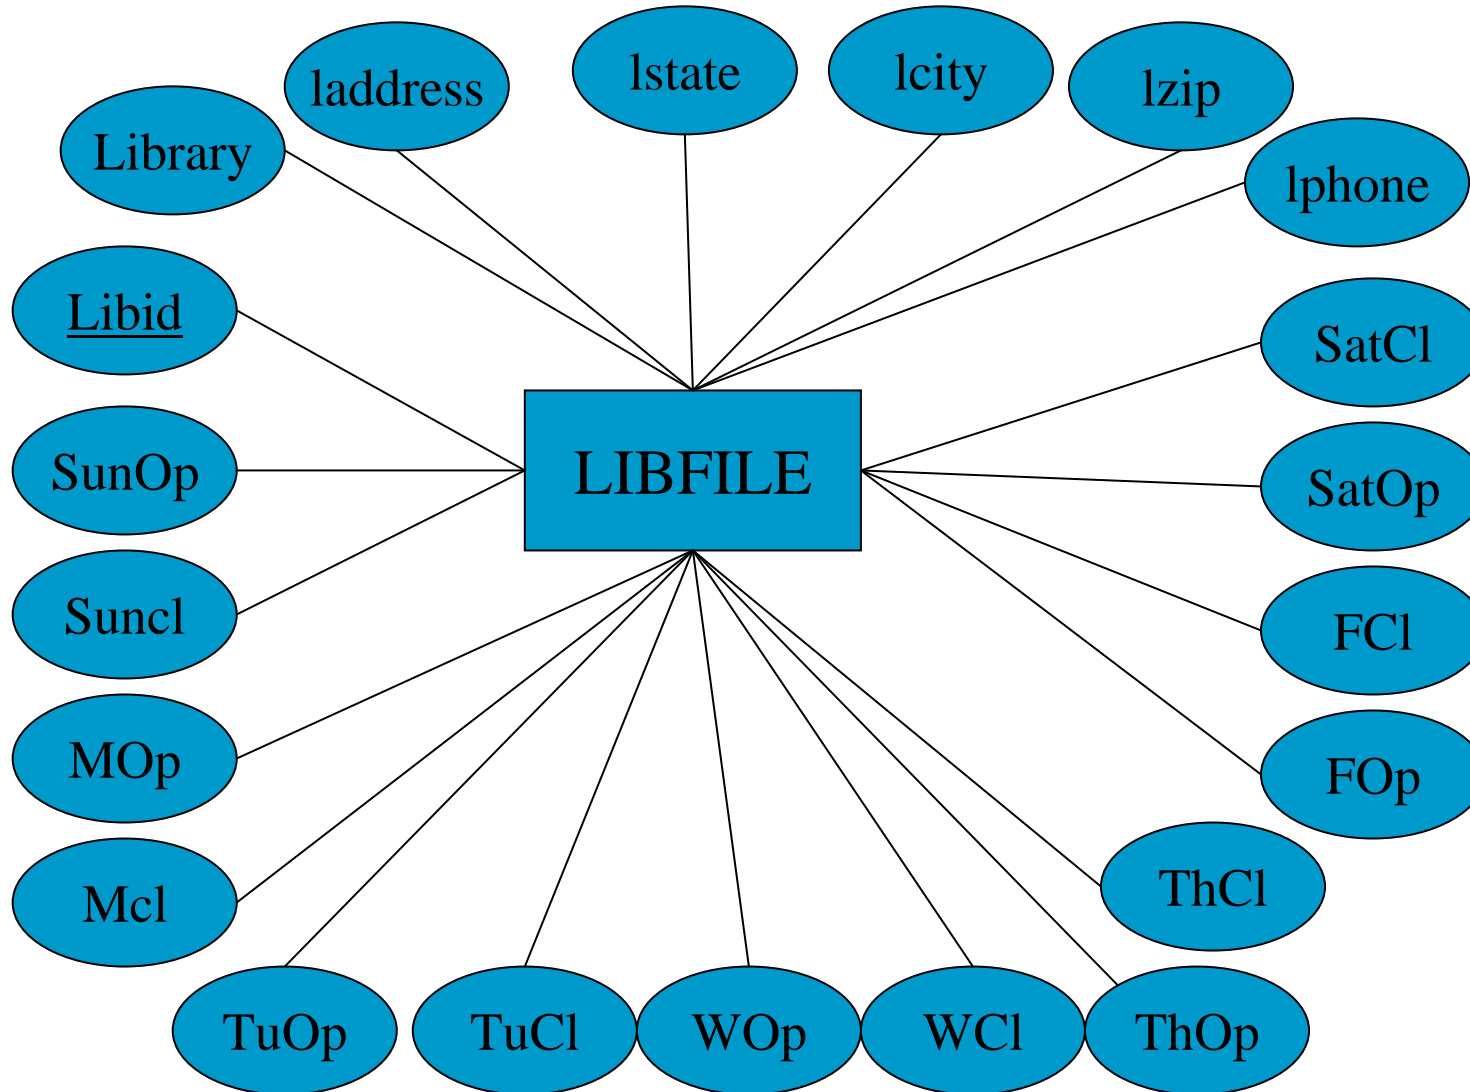 laddress
lstate
lcity
lzip
Library
lphone
Libid
SatCl
SunOp
LIBFILE
SatOp
Suncl
FCl
MOp
FOp
Mcl
ThCl
TuOp
TuCl
WOp
WCl
ThOp